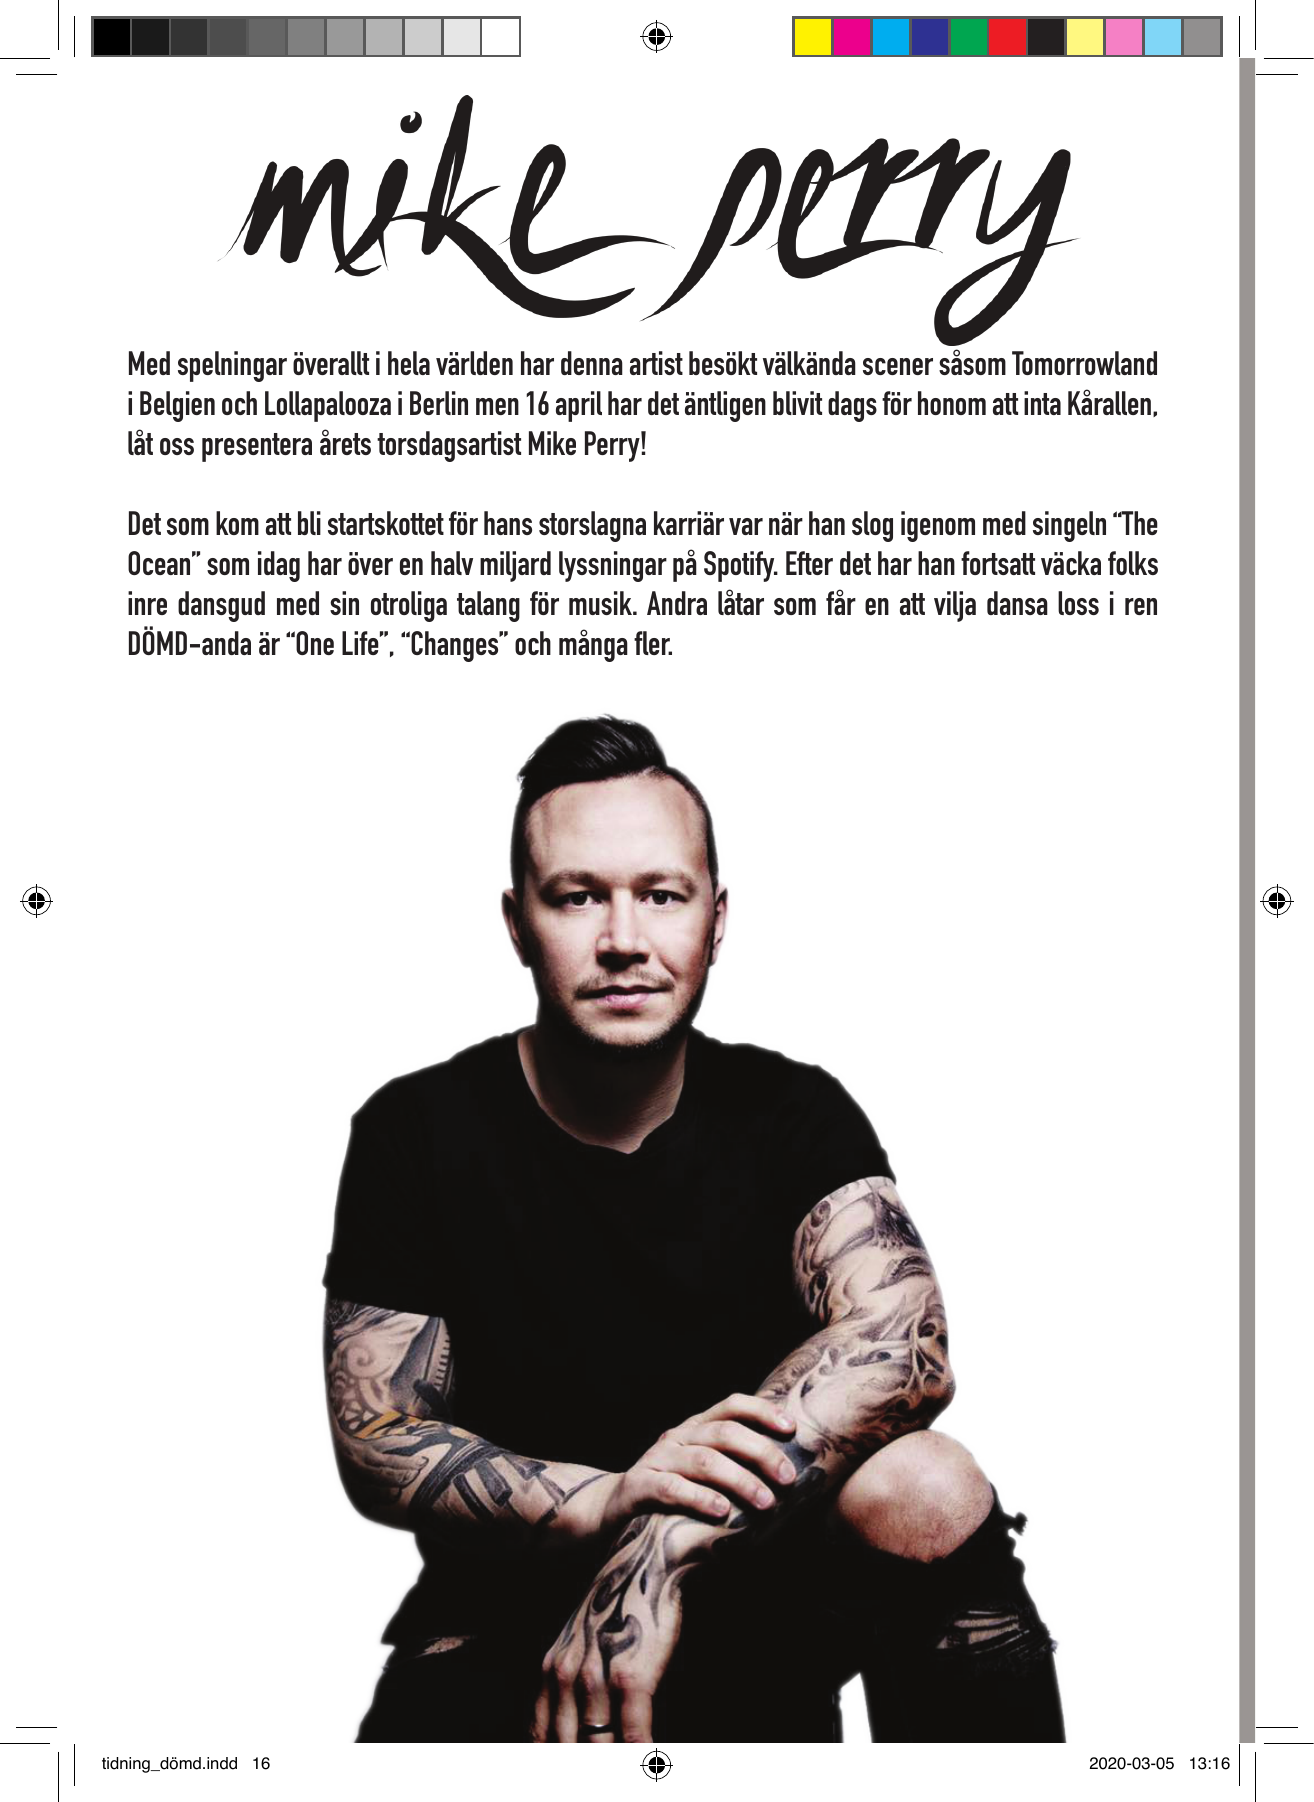 mike perry
Med spelningar överallt i hela världen har denna artist besökt välkända scener såsom Tomorrowland
i Belgien och Lollapalooza i Berlin men 16 april har det äntligen blivit dags för honom att inta Kårallen,
låt oss presentera årets torsdagsartist Mike Perry!
Det som kom att bli startskottet för hans storslagna karriär var när han slog igenom med singeln “The
Ocean” som idag har över en halv miljard lyssningar på Spotify. Efter det har han fortsatt väcka folks
inre dansgud med sin otroliga talang för musik. Andra låtar som får en att vilja dansa loss i ren
DÖMD-anda är “One Life”, “Changes” och många fler.
tidning_dömd.indd 16
2020-03-05 13:16